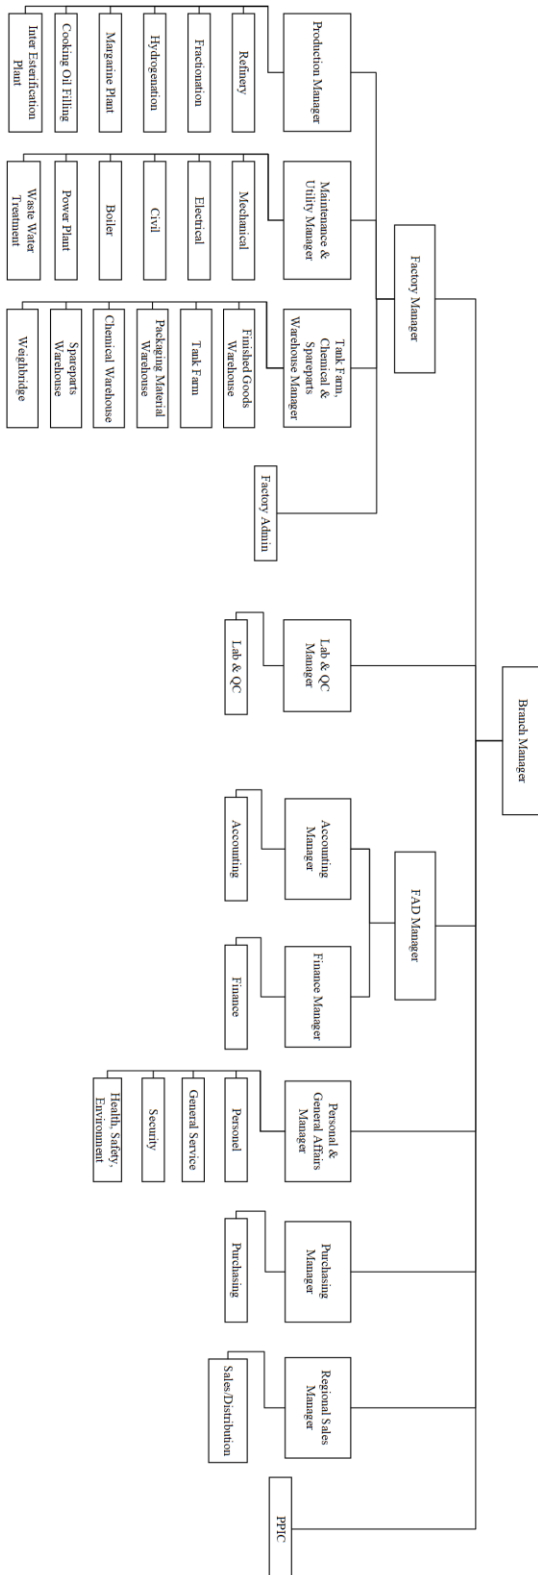 Branch Manager
Factory Manager
FAD Manager
Production Manager
Maintenance &
Utility Manager
Tank Farm,
Chemical &
Spareparts
Warehouse Manager
Factory Admin
Lab & QC
Manager
Accounting
Manager
Finance Manager
Personal &
General Affairs
Manager
Purchasing
Manager
Regional Sales
Manager
PPIC
Refinery
Fractionation
Hydrogenation
Margarine Plant
Cooking Oil Filling
Inter Esterification
Plant
Mechanical
Electrical
Civil
Boiler
Power Plant
Waste Water
Treatment
Finished Goods
Warehouse
Tank Farm
Packaging Material
Warehouse
Chemical Warehouse
Spareparts
Warehouse
Weighbridge
Lab & QC
Accounting
Finance
Personel
General Service
Security
Health, Safety,
Environment
Purchasing
Sales/Distribution